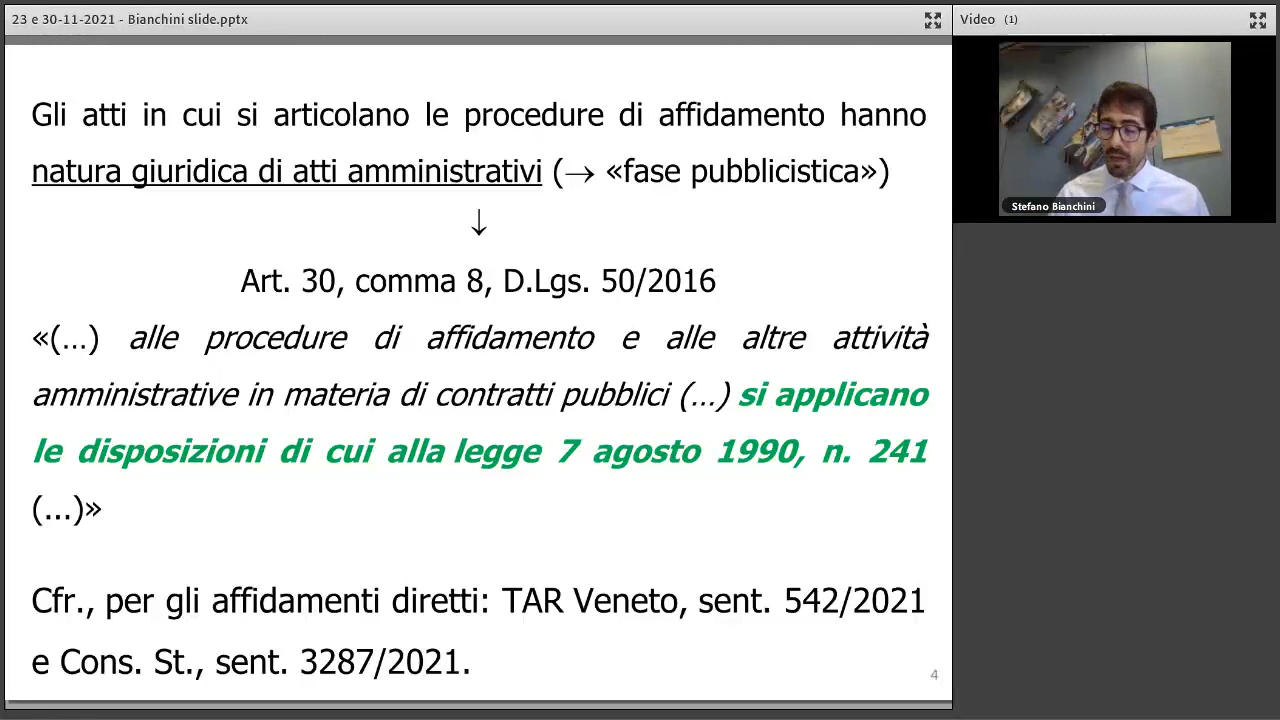 23 e 30-11-2021 - Bianchini slide.pptx
Video (1)
Gli atti in cui si articolano le procedure di affidamento hanno
natura giuridica di atti amministrativi (→ «fase pubblicistica»)
↓
Art. 30, comma 8, D.Lgs. 50/2016
«(…) alle procedure di affidamento e alle altre attività
amministrative in materia di contratti pubblici (…) si applicano
le disposizioni di cui alla legge 7 agosto 1990, n. 241
(...)»
Cfr., per gli affidamenti diretti: TAR Veneto, sent. 542/2021
e Cons. St., sent. 3287/2021.
4
Stefano Bianchini